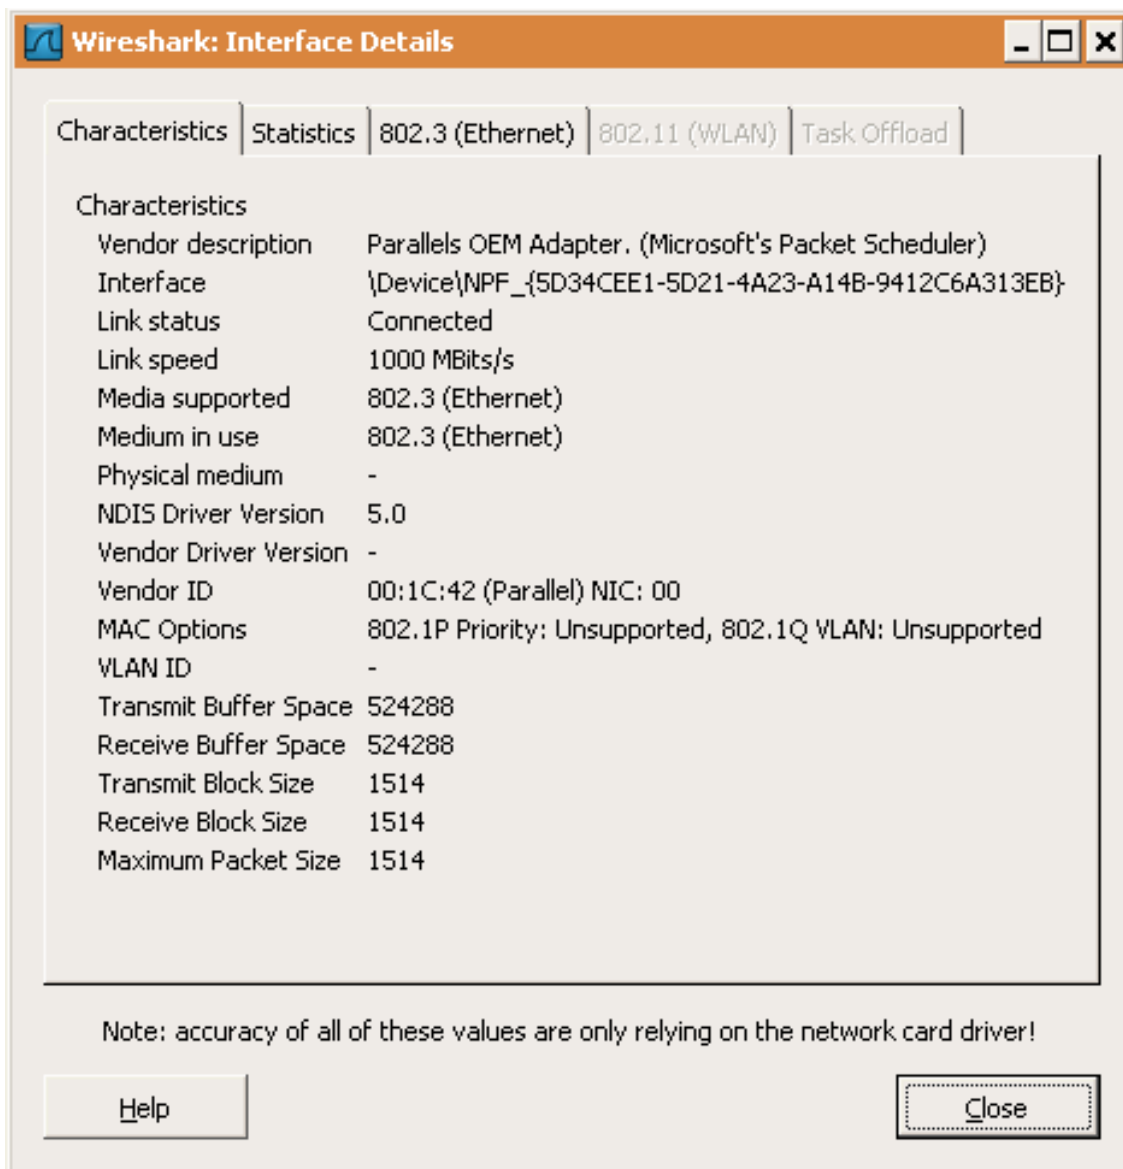 Wireshark: Interface Details
Characteristics Statistics 802.3 (Ethernet) 802.11 (WLAN) Task Offload
Characteristics
Vendor description Parallels OEM Adapter. (Microsoft's Packet Scheduler)
Interface \Device\NPF_{5D34CEE1-5D21-4A23-A14B-9412C6A313EB}
Link status Connected
Link speed 1000 MBits/s
Media supported 802.3 (Ethernet)
Medium in use 802.3 (Ethernet)
Physical medium -
NDIS Driver Version 5.0
Vendor Driver Version -
Vendor ID 00:1C:42 (Parallel) NIC: 00
MAC Options 802.1P Priority: Unsupported, 802.1Q VLAN: Unsupported
VLAN ID -
Transmit Buffer Space 524288
Receive Buffer Space 524288
Transmit Block Size 1514
Receive Block Size 1514
Maximum Packet Size 1514
Note: accuracy of all of these values are only relying on the network card driver!
Help Close